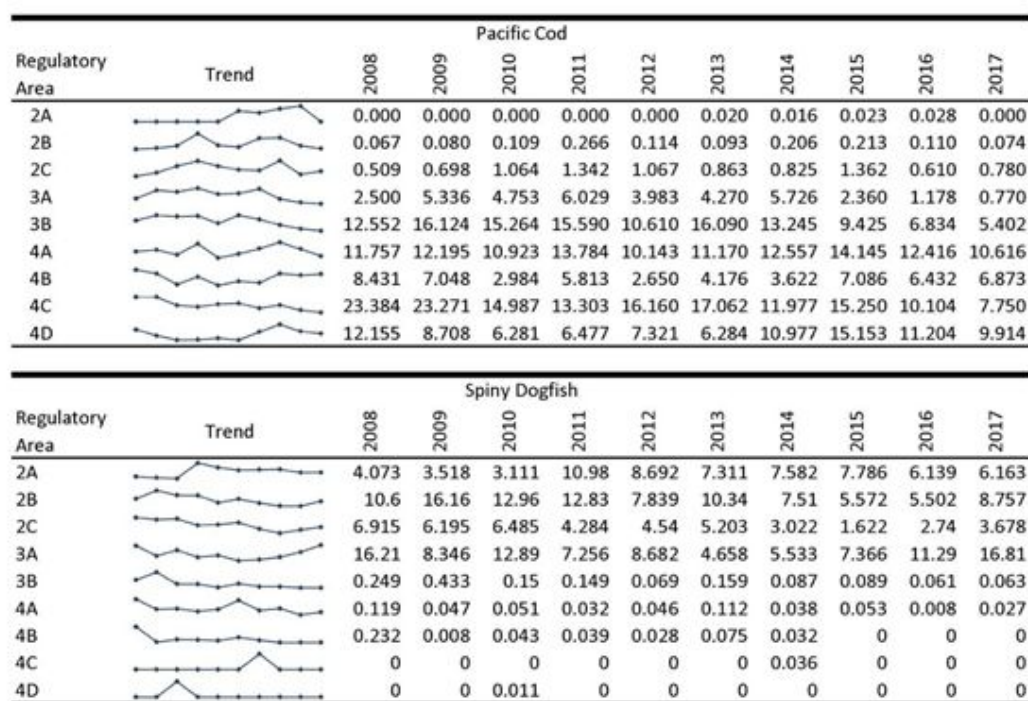 Pacific Cod
Regulatory Area Trend 2008 2009 2010 2011 2012 2013 2014 2015 2016 2017
2A 0.000 0.000 0.000 0.000 0.000 0.020 0.016 0.023 0.028 0.000
2B 0.067 0.080 0.109 0.266 0.114 0.093 0.206 0.213 0.110 0.074
2C 0.509 0.698 1.064 1.342 1.067 0.863 0.825 1.362 0.610 0.780
3A 2.500 5.336 4.753 6.029 3.983 4.270 5.726 2.360 1.178 0.770
3B 12.552 16.124 15.264 15.590 10.610 16.090 13.245 9.425 6.834 5.402
4A 11.757 12.195 10.923 13.784 10.143 11.170 12.557 14.145 12.416 10.616
4B 8.431 7.048 2.984 5.813 2.650 4.176 3.622 7.086 6.432 6.873
4C 23.384 23.271 14.987 13.303 16.160 17.062 11.977 15.250 10.104 7.750
4D 12.155 8.708 6.281 6.477 7.321 6.284 10.977 15.153 11.204 9.914
Spiny Dogfish
Regulatory Area Trend 2008 2009 2010 2011 2012 2013 2014 2015 2016 2017
2A 4.073 3.518 3.111 10.98 8.692 7.311 7.582 7.786 6.139 6.163
2B 10.6 16.16 12.96 12.83 7.839 10.34 7.51 5.572 5.502 8.757
2C 6.915 6.195 6.485 4.284 4.54 5.203 3.022 1.622 2.74 3.678
3A 16.21 8.346 12.89 7.256 8.682 4.658 5.533 7.366 11.29 16.81
3B 0.249 0.433 0.15 0.149 0.069 0.159 0.087 0.089 0.061 0.063
4A 0.119 0.047 0.051 0.032 0.046 0.112 0.038 0.053 0.008 0.027
4B 0.232 0.008 0.043 0.039 0.028 0.075 0.032 0 0 0
4C 0 0 0 0 0 0 0.036 0 0 0
4D 0 0 0.011 0 0 0 0 0 0 0